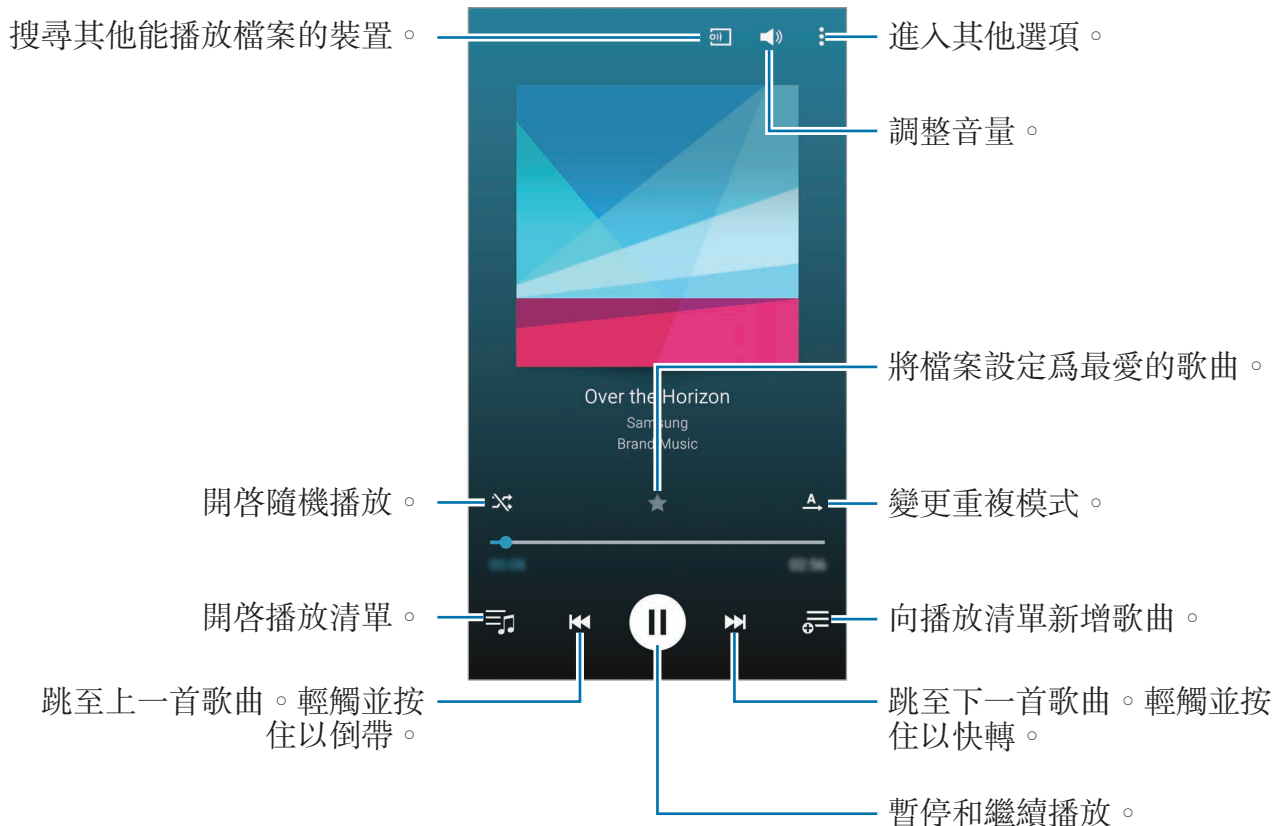 搜尋其他能播放檔案的裝置。
進入其他選項。
調整音量。
將檔案設定爲最愛的歌曲。
Over the Horizon
Samsung
Brand Music
開啓隨機播放。
A
變更重複模式。
開啓播放清單。
向播放清單新增歌曲。
跳至上一首歌曲。輕觸並按
住以倒帶。
跳至下一首歌曲。輕觸並按
住以快轉。
暫停和繼續播放。